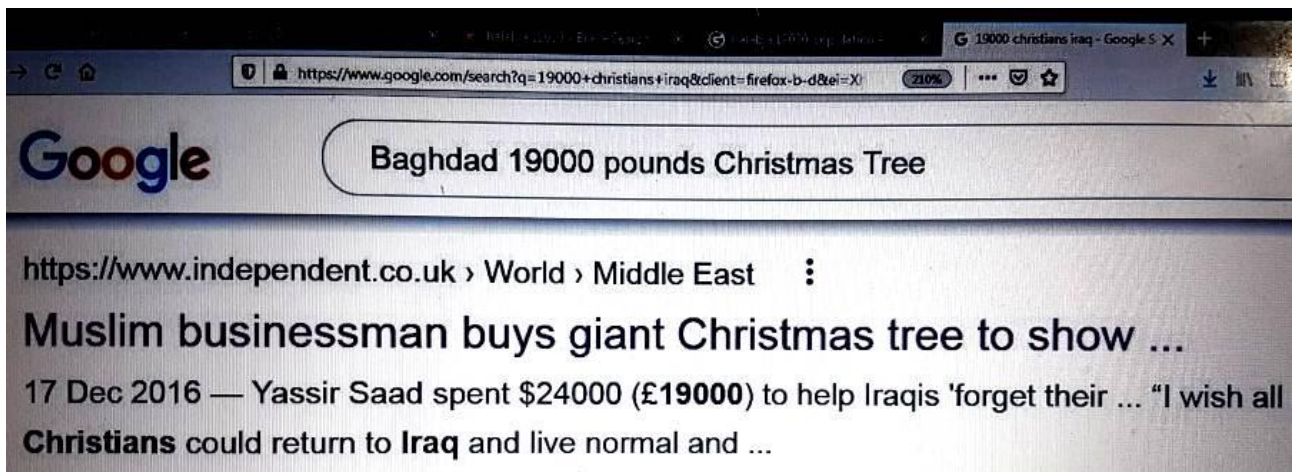 G 19000 christians iraq - Google S X
https://www.google.com/search?q=19000+christians+iraq&client=firefox-b-d&ei=X
210%
Google
Baghdad 19000 pounds Christmas Tree
https://www.independent.co.uk › World › Middle East
Muslim businessman buys giant Christmas tree to show ...
17 Dec 2016 — Yassir Saad spent $24000 (£19000) to help Iraqis 'forget their ... “I wish all
Christians could return to Iraq and live normal and ...